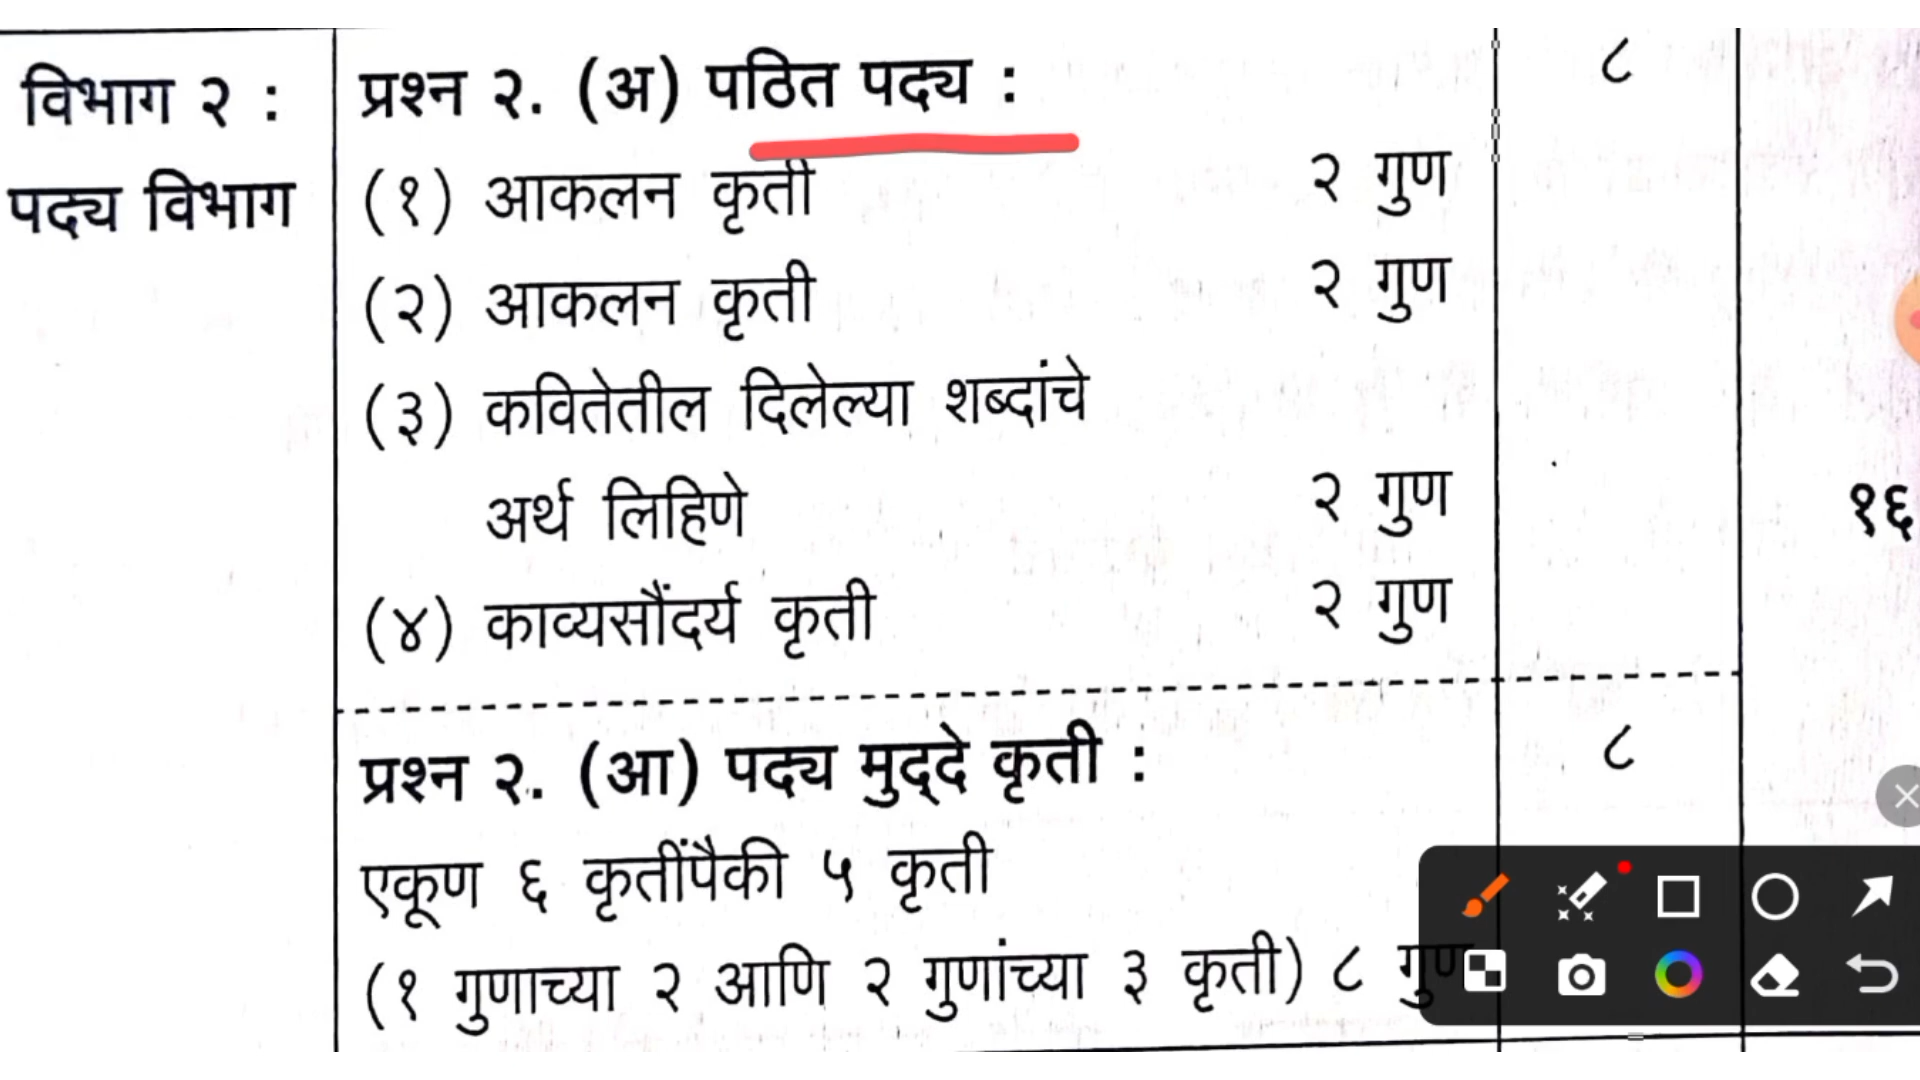 विभाग २ :
पद्य विभाग
प्रश्न २. (अ) पठित पद्य :
८
(१) आकलन कृती २ गुण
(२) आकलन कृती २ गुण
(३) कवितेतील दिलेल्या शब्दांचे
अर्थ लिहिणे २ गुण
(४) काव्यसौंदर्य कृती २ गुण
१६
प्रश्न २. (आ) पद्य मुद्‌दे कृती :
८
एकूण ६ कृतींपैकी ५ कृती
(१ गुणाच्या २ आणि २ गुणांच्या ३ कृती) ८ गुण